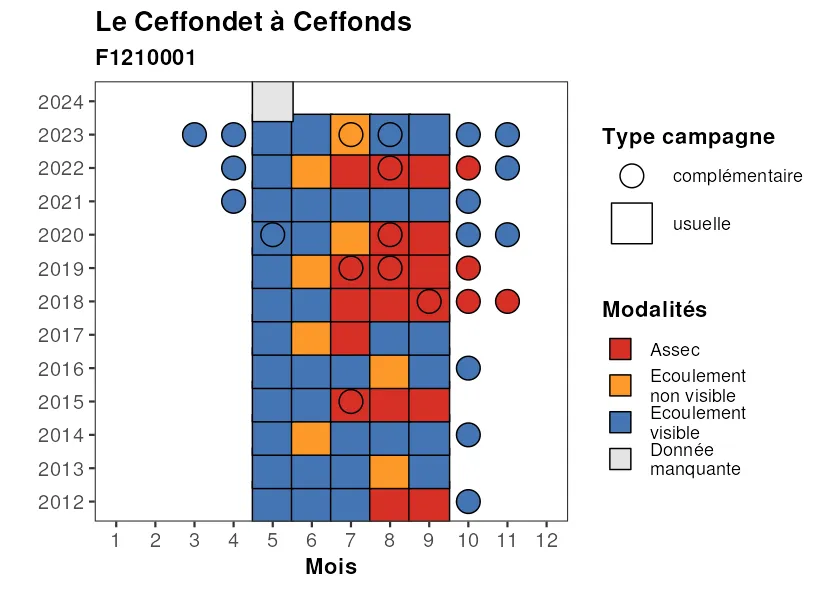 Le Ceffondet à Ceffonds
F1210001
2024
2023
2022
2021
2020
2019
2018
2017
2016
2015
2014
2013
2012
1 2 3 4 5 6 7 8 9 10 11 12
Mois
Type campagne
complémentaire
usuelle
Modalités
Assec
Ecoulement
non visible
Ecoulement
visible
Donnée
manquante